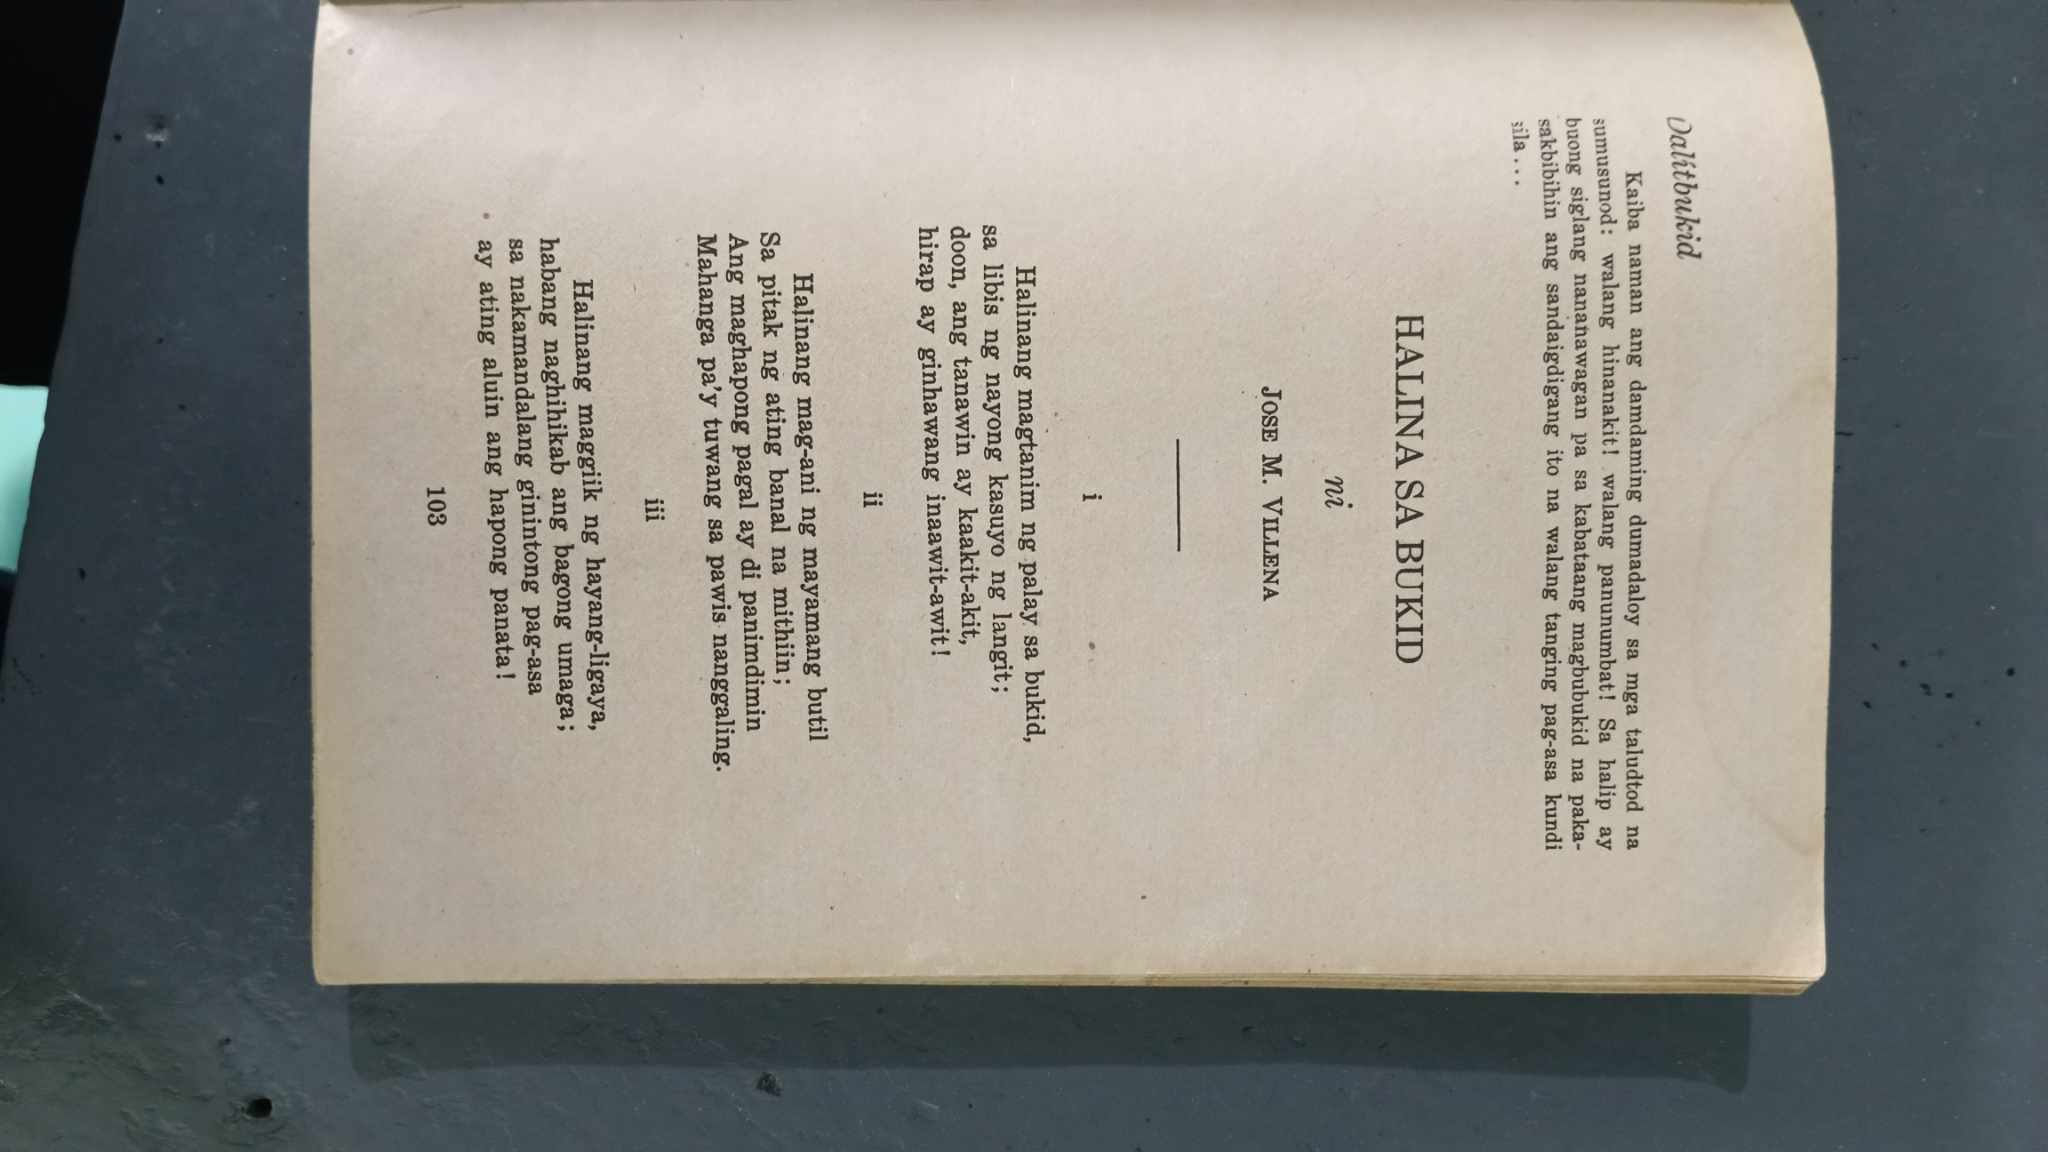 Dalitbukid
Kaiba naman ang damdaming dumadaloy sa mga taludtod na
sumusunod: walang hinanakit! walang panunumbat! Sa halip ay
buong siglang nananawagan pa sa kabataang magbubukid na paka-
sakbibihin ang sandaigdigang ito na walang tanging pag-asa kundi
sila...
HALINA SA BUKID
ni
JOSE M. VILLENA
i
Halinang magtanim ng palay sa bukid,
sa libis ng nayong kasuyo ng langit;
doon, ang tanawin ay kaakit-akit,
hirap ay ginhawang inaawit-awit!
ii
Halinang mag-ani ng mayamang butil
Sa pitak ng ating banal na mithiin;
Ang maghapong pagal ay di panimdimin
Mahanga pa'y tuwang sa pawis nanggaling.
iii
Halinang maggiik ng hayang-ligaya,
habang naghihikab ang bagong umaga;
sa nakamandalang ginintong pag-asa
ay ating aluin ang hapong panata!
103